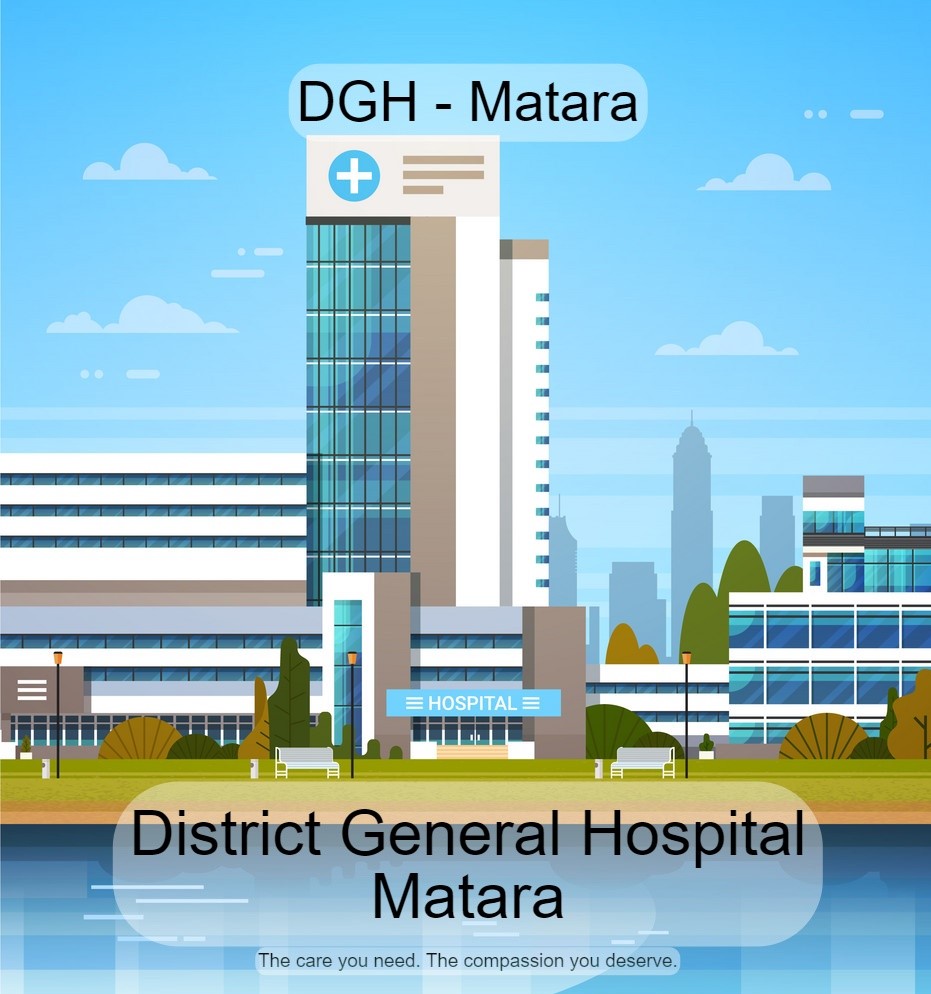 DGH - Matara
HOSPITAL
District General Hospital
Matara
The care you need. The compassion you deserve.